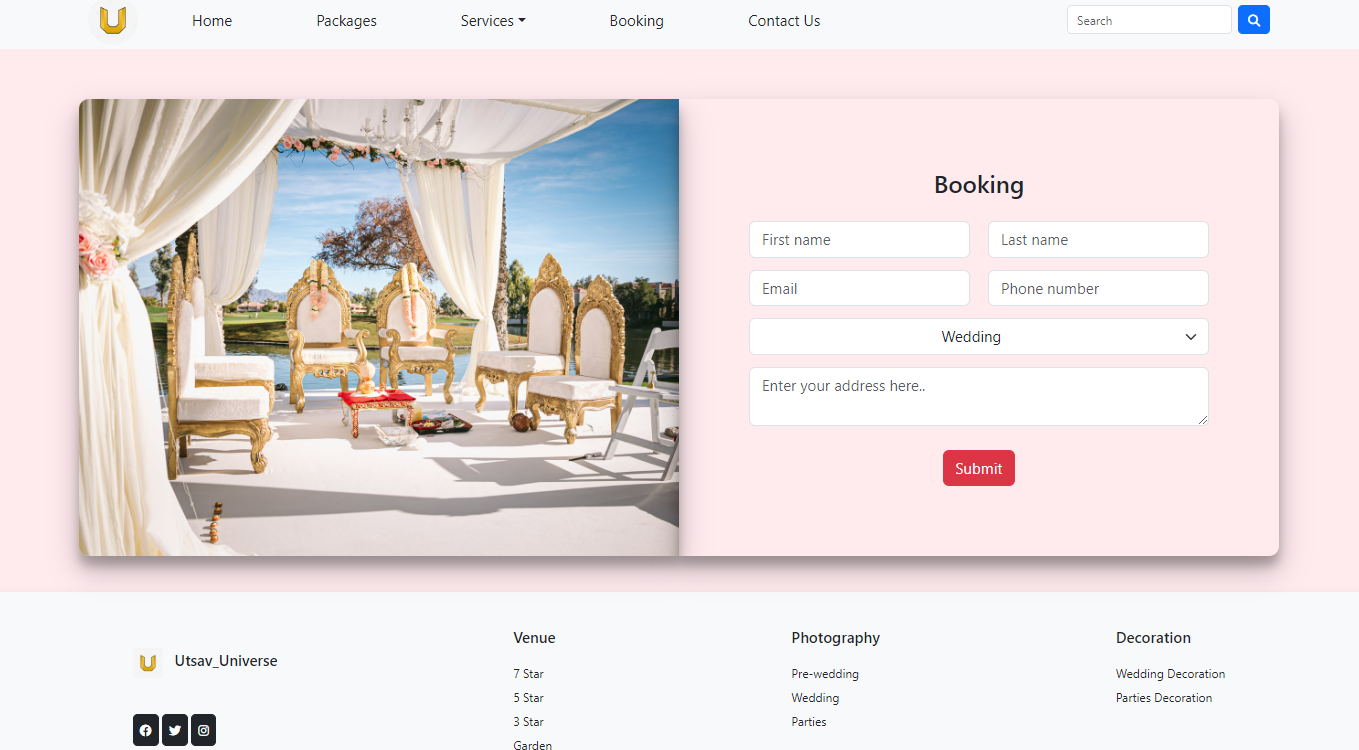 U Home Packages Services Booking Contact Us Search
Booking
First name Last name
Email Phone number
Wedding
Enter your address here..
Submit
U Utsav_Universe
Venue
7 Star
5 Star
3 Star
Garden
Photography
Pre-wedding
Wedding
Parties
Decoration
Wedding Decoration
Parties Decoration